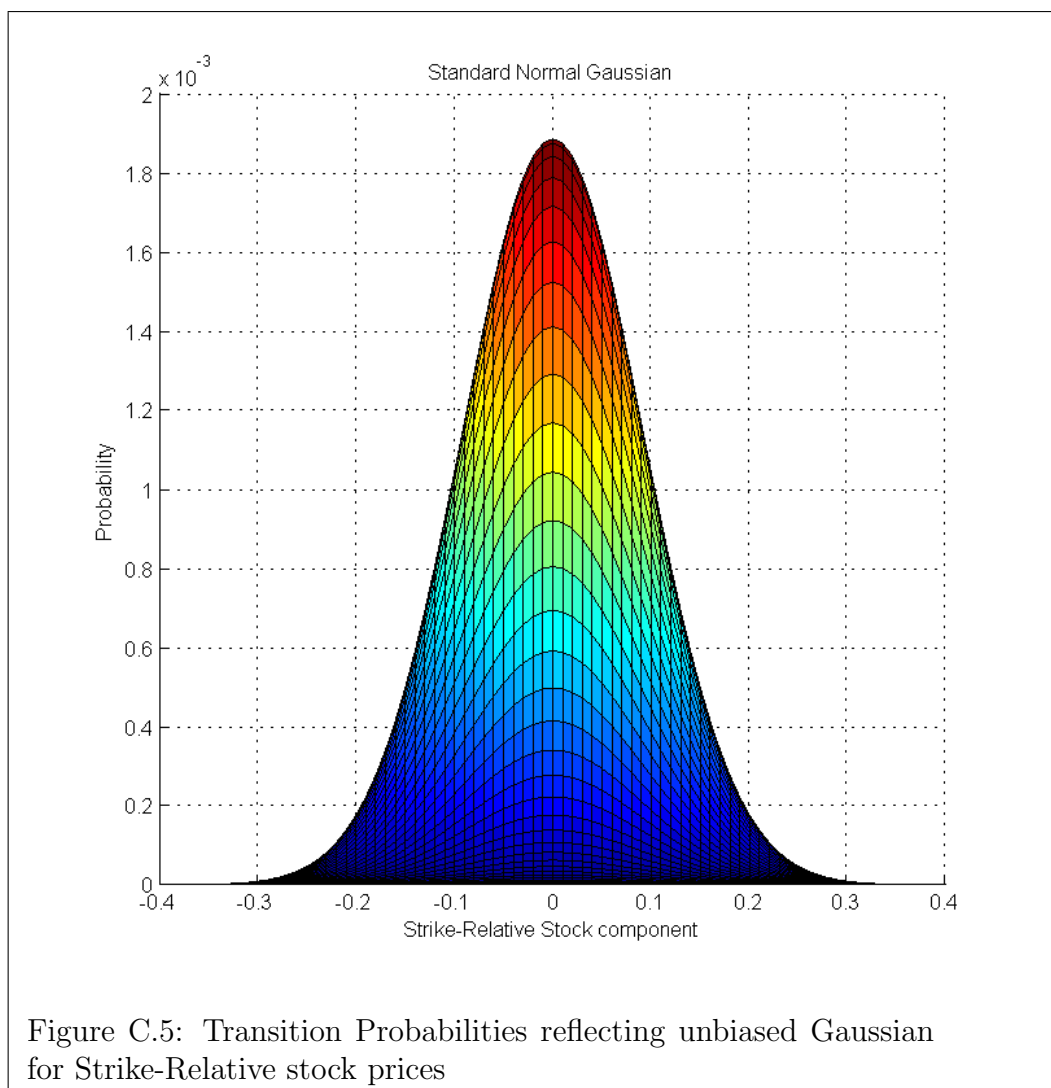 x 10^-3
Standard Normal Gaussian
2
1.8
1.6
1.4
1.2
1
0.8
0.6
0.4
0.2
0
Probability
-0.4 -0.3 -0.2 -0.1 0 0.1 0.2 0.3 0.4
Strike-Relative Stock component
Figure C.5: Transition Probabilities reflecting unbiased Gaussian
for Strike-Relative stock prices